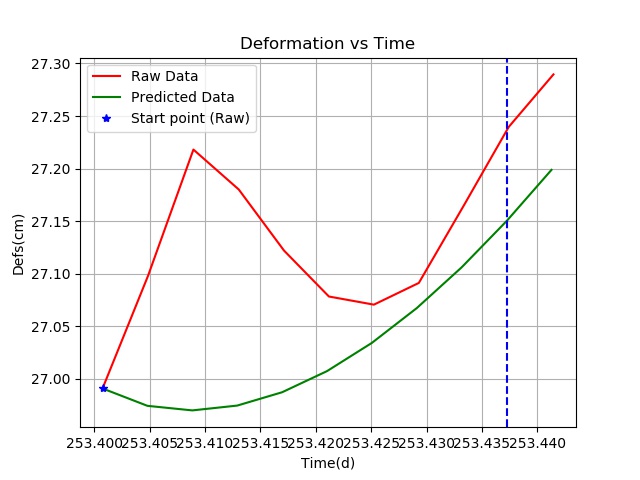 Deformation vs Time
27.30
27.25
27.20
27.15
27.10
27.05
27.00
Defs(cm)
Raw Data
Predicted Data
Start point (Raw)
253.400 253.405 253.410 253.415 253.420 253.425 253.430 253.435 253.440
Time(d)